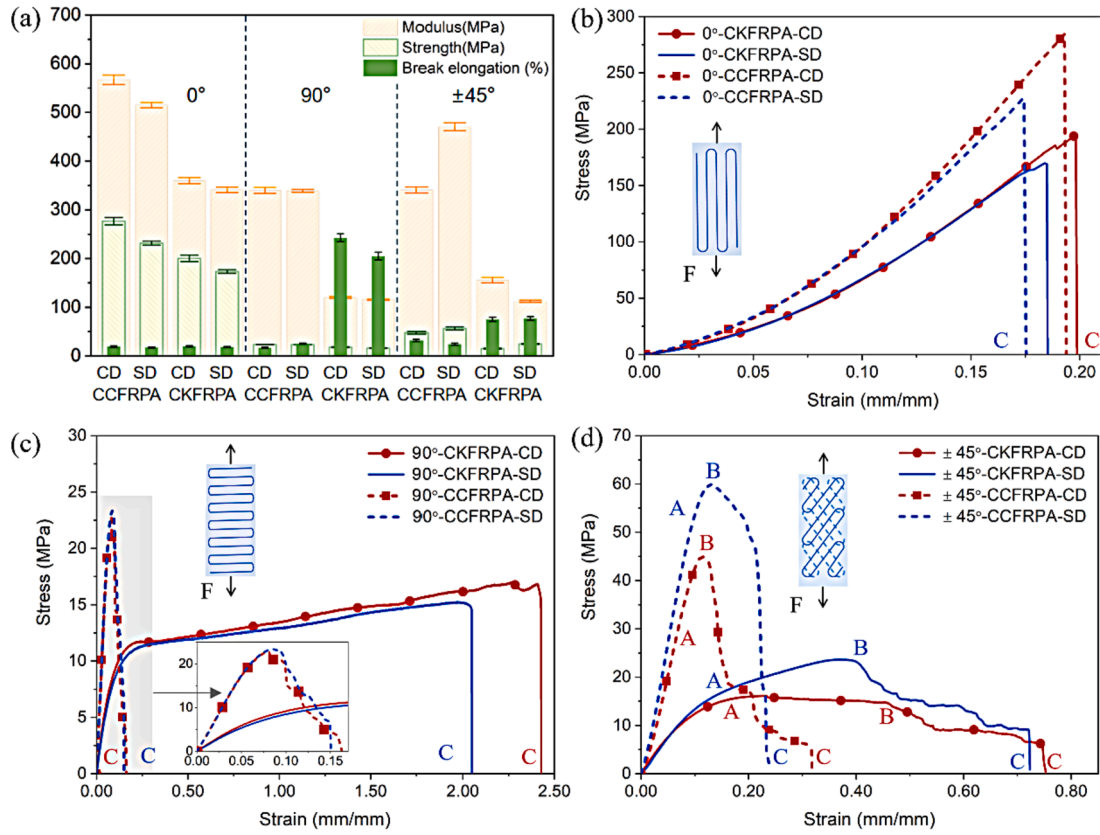 (a)
700
600
500
400
300
200
100
0
Modulus(MPa)
Strength(MPa)
Break elongation (%)
0° 90° ±45°
CD SD CD SD CD SD CD SD CD SD CD SD
CCFRPA CKFRPA CCFRPA CKFRPA CCFRPA CKFRPA
(b)
Stress (MPa)
300
250
200
150
100
50
0
0°-CKFRPA-CD
0°-CKFRPA-SD
0°-CCFRPA-CD
0°-CCFRPA-SD
F
C C
0.00 0.05 0.10 0.15 0.20
Strain (mm/mm)
(c)
Stress (MPa)
30
25
20
15
10
5
0
90°-CKFRPA-CD
90°-CKFRPA-SD
90°-CCFRPA-CD
90°-CCFRPA-SD
F
20
10
0
0.00 0.05 0.10 0.15
C C C C
0.00 0.50 1.00 1.50 2.00 2.50
Strain (mm/mm)
(d)
Stress (MPa)
70
60
50
40
30
20
10
0
± 45°-CKFRPA-CD
± 45°-CKFRPA-SD
± 45°-CCFRPA-CD
± 45°-CCFRPA-SD
B
A
B
F
A
B
A
A B
C C C C
0.00 0.20 0.40 0.60 0.80
Strain (mm/mm)